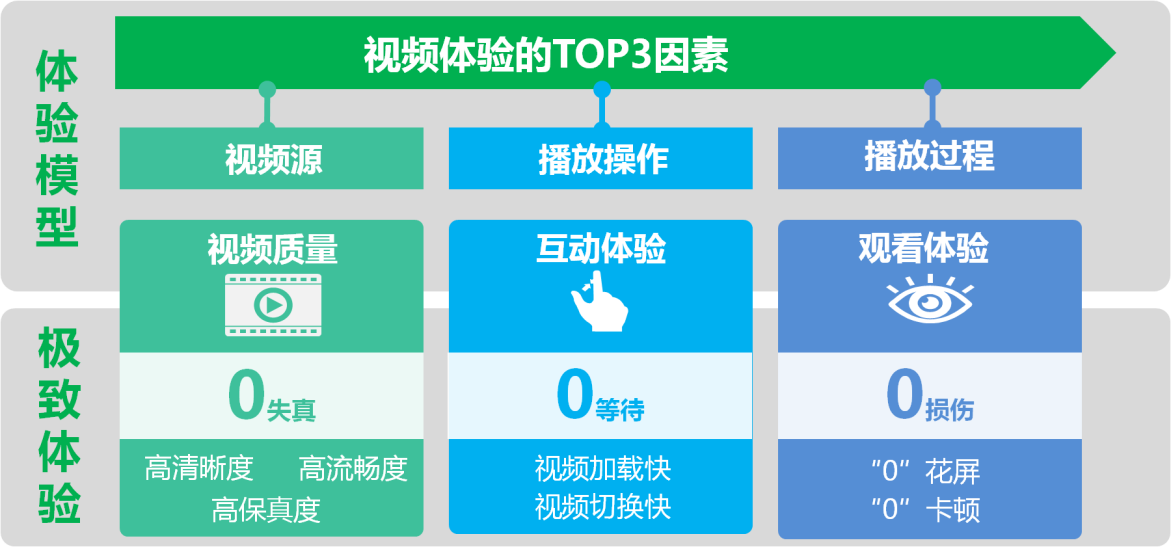 体验模型
视频体验的TOP3因素
视频源
播放操作
播放过程
视频质量
互动体验
观看体验
极致体验
0失真
0等待
0损伤
高清晰度 高流畅度
高保真度
视频加载快
视频切换快
“0”花屏
“0”卡顿